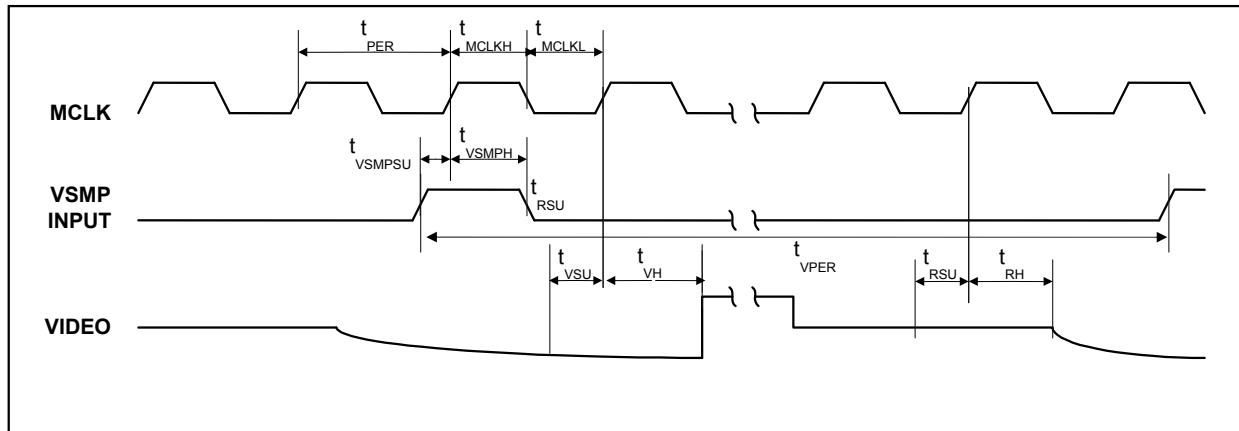 t PER
t MCLKH
t MCLKL
MCLK
t VSMPSU
t VSMPH
VSMP
INPUT
t RSU
t VPER
t VSU
t VH
t RSU
t RH
VIDEO